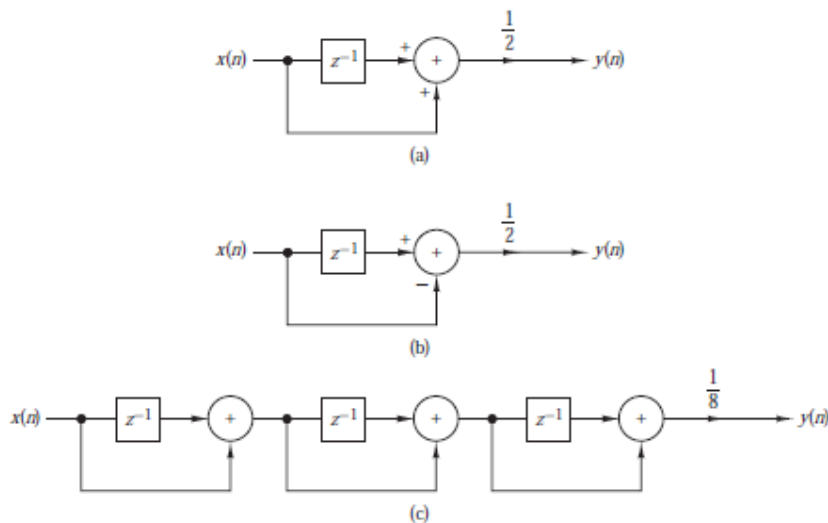 1
2
x(n) z⁻¹ + + + y(n)
(a)
1
2
x(n) z⁻¹ + + − y(n)
(b)
1
8
x(n) z⁻¹ + z⁻¹ + z⁻¹ + y(n)
(c)